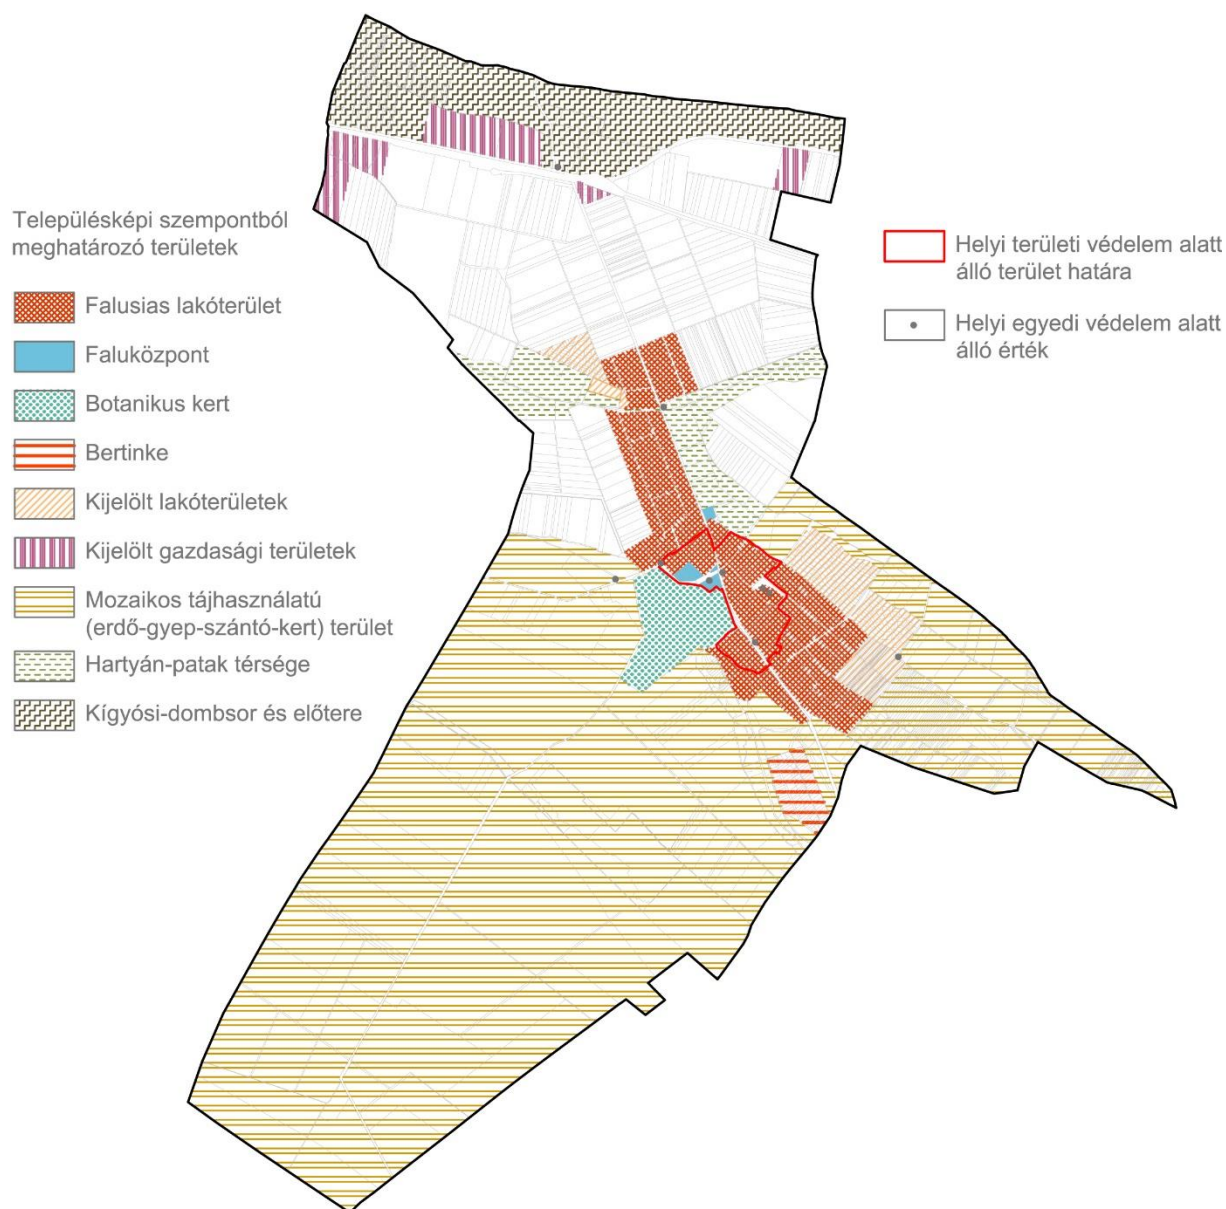 Településképi szempontból
meghatározó területek
Falusias lakóterület
Faluközpont
Botanikus kert
Bertinke
Kijelölt lakóterületek
Kijelölt gazdasági területek
Mozaikos tájhasználatú
(erdő-gyep-szántó-kert) terület
Hartyán-patak térsége
Kígyósi-dombsor és előtere
Helyi területi védelem alatt
álló terület határa
Helyi egyedi védelem alatt
álló érték